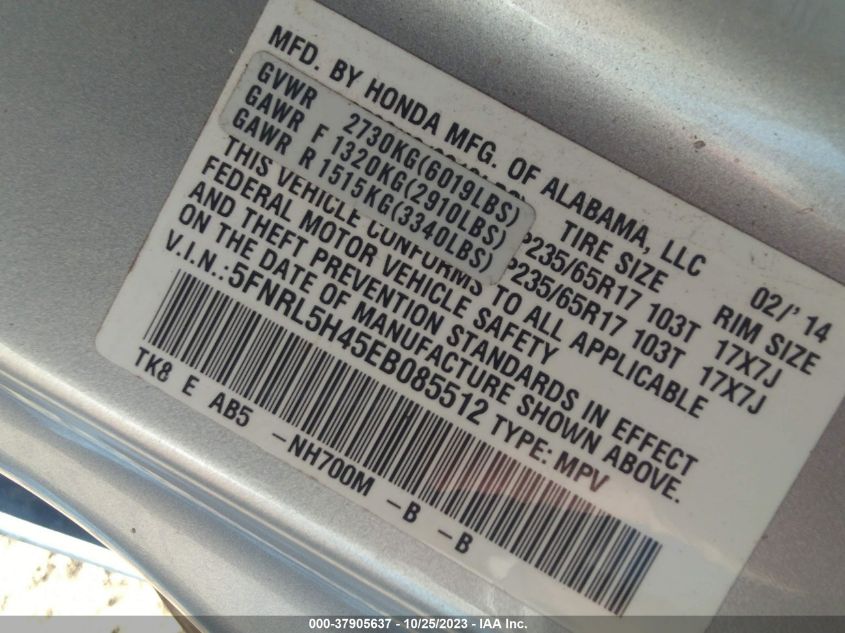 MFD. BY HONDA MFG. OF ALABAMA, LLC 02/'14
GVWR 2730KG(6019LBS) TIRE SIZE RIM SIZE
GAWR F 1320KG(2910LBS) P235/65R17 103T 17X7J
GAWR R 1515KG(3340LBS) P235/65R17 103T 17X7J
THIS VEHICLE CONFORMS TO ALL APPLICABLE
FEDERAL MOTOR VEHICLE SAFETY
AND THEFT PREVENTION STANDARDS IN EFFECT
ON THE DATE OF MANUFACTURE SHOWN ABOVE.
V.I.N.:5FNRL5H45EB085512 TYPE: MPV
TK8 E AB5 -NH700M -B -B
000-37905637 - 10/25/2023 - IAA Inc.